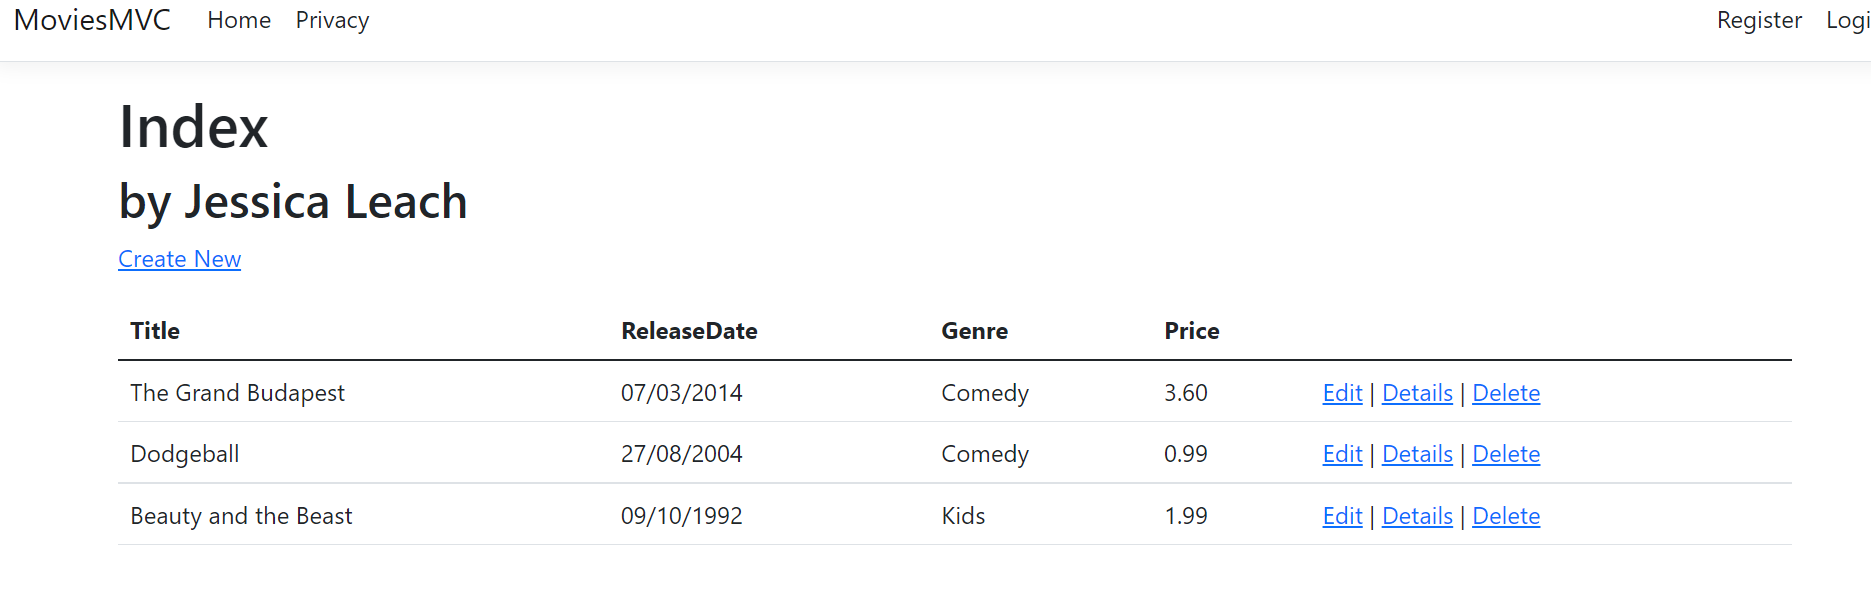 MoviesMVC Home Privacy Register Logi
Index
by Jessica Leach
Create New
Title ReleaseDate Genre Price
The Grand Budapest 07/03/2014 Comedy 3.60 Edit | Details | Delete
Dodgeball 27/08/2004 Comedy 0.99 Edit | Details | Delete
Beauty and the Beast 09/10/1992 Kids 1.99 Edit | Details | Delete